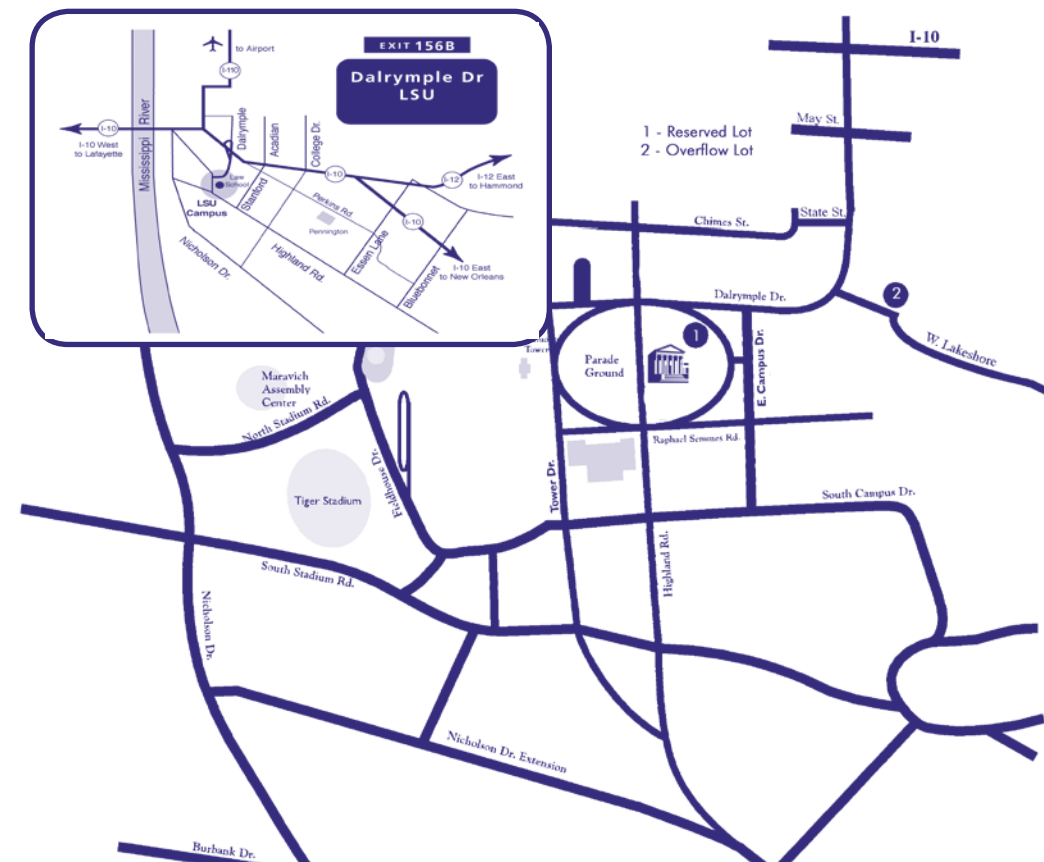 EXIT 156B
Dalrymple Dr
LSU
to Airport
I-110
I-10
I-10 West
to Lafayette
Mississippi River
Dalrymple
Acadian
College Dr.
Law
School
LSU
Campus
Stanford
I-10
I-12
I-12 East
to Hammond
Perkins Rd.
Pennington
I-10
Essen Lane
I-10 East
to New Orleans
Bluebonnet
Highland Rd.
Nicholson Dr.
I-10
May St.
1 - Reserved Lot
2 - Overflow Lot
State St.
Chimes St.
Dalrymple Dr.
2
1
W. Lakeshore
E. Campus Dr.
Parade
Ground
Tower
Maravich
Assembly
Center
North Stadium Rd.
Raphael Semmes Rd.
Fieldhouse Dr.
Tower Dr.
Tiger Stadium
South Campus Dr.
Highland Rd.
South Stadium Rd.
Nicholson Dr.
Nicholson Dr. Extension
Burbank Dr.